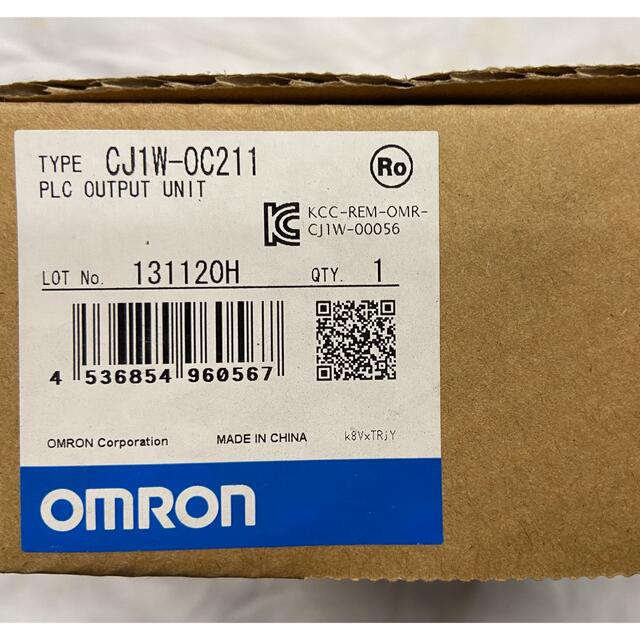 TYPE CJ1W-OC211
PLC OUTPUT UNIT
Ro
KC
KCC-REM-OMR-
CJ1W-00056
LOT No. 131120H QTY. 1
4 536854 960567
OMRON Corporation MADE IN CHINA k8VxTRjY
OMRON